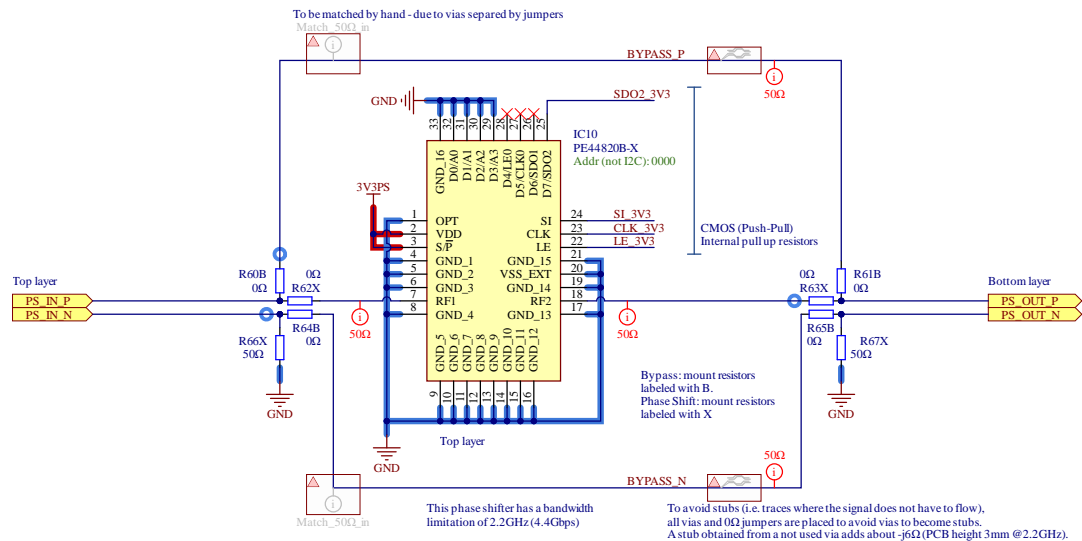 To be matched by hand - due to vias separed by jumpers
Match_50Ω_in
i
BYPASS_P
i
50Ω
GND
SDO2_3V3
33
32
31
30
29
28
27
26
25
GND_16
D0/A0
D1/A1
D2/A2
D3/A3
D4/LE0
D5/CLK0
D6/SDO1
D7/SDO2
IC10
PE44820B-X
Addr (not I2C): 0000
3V3PS
1 OPT
2 VDD
3 S/P
4 GND_1
5 GND_2
6 GND_3
7 RF1
8 GND_4
SI 24 SI_3V3
CLK 23 CLK_3V3
LE 22 LE_3V3
GND_15 21
VSS_EXT 20
GND_14 19
RF2 18
GND_13 17
CMOS (Push-Pull)
Internal pull up resistors
Top layer
PS_IN_P
PS_IN_N
R60B
0Ω
0Ω
R62X
R64B
0Ω
R66X
50Ω
GND
i
50Ω
i
50Ω
0Ω
R63X
R61B
0Ω
R65B
0Ω
R67X
50Ω
GND
Bottom layer
PS_OUT_P
PS_OUT_N
GND_5
GND_6
GND_7
GND_8
GND_9
GND_10
GND_11
GND_12
9
10
11
12
13
14
15
16
Bypass: mount resistors
labeled with B.
Phase Shift: mount resistors
labeled with X
Top layer
GND
50Ω
i
BYPASS_N
i
Match_50Ω_in
This phase shifter has a bandwidth
limitation of 2.2GHz (4.4Gbps)
To avoid stubs (i.e. traces where the signal does not have to flow),
all vias and 0Ω jumpers are placed to avoid vias to become stubs.
A stub obtained from a not used via adds about -j6Ω (PCB height 3mm @2.2GHz).